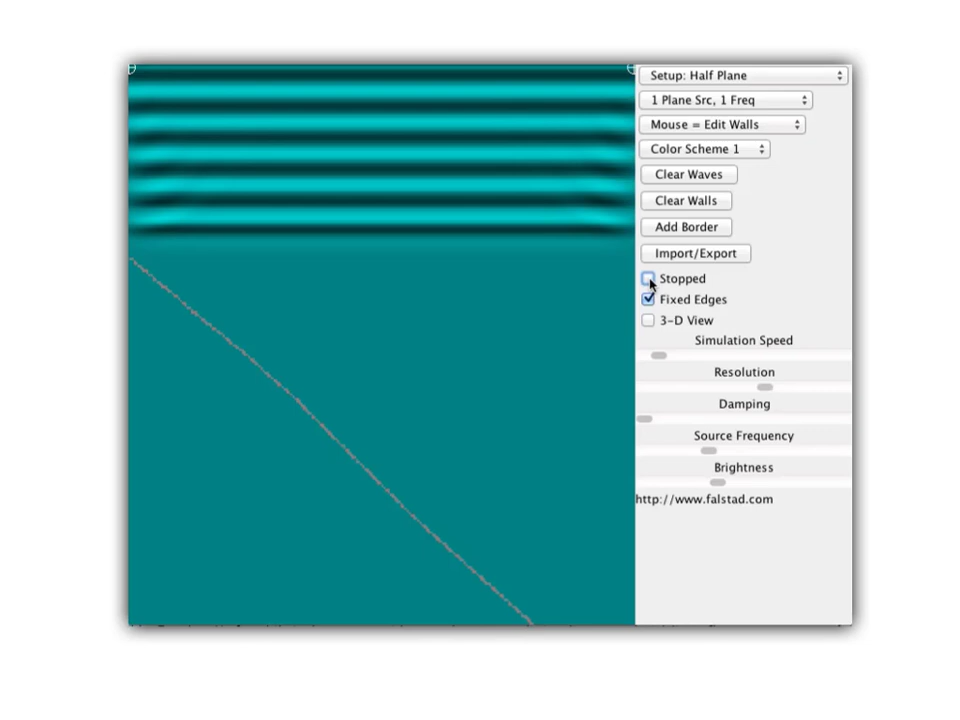 Setup: Half Plane
1 Plane Src, 1 Freq
Mouse = Edit Walls
Color Scheme 1
Clear Waves
Clear Walls
Add Border
Import/Export
Stopped
Fixed Edges
3-D View
Simulation Speed
Resolution
Damping
Source Frequency
Brightness
http://www.falstad.com